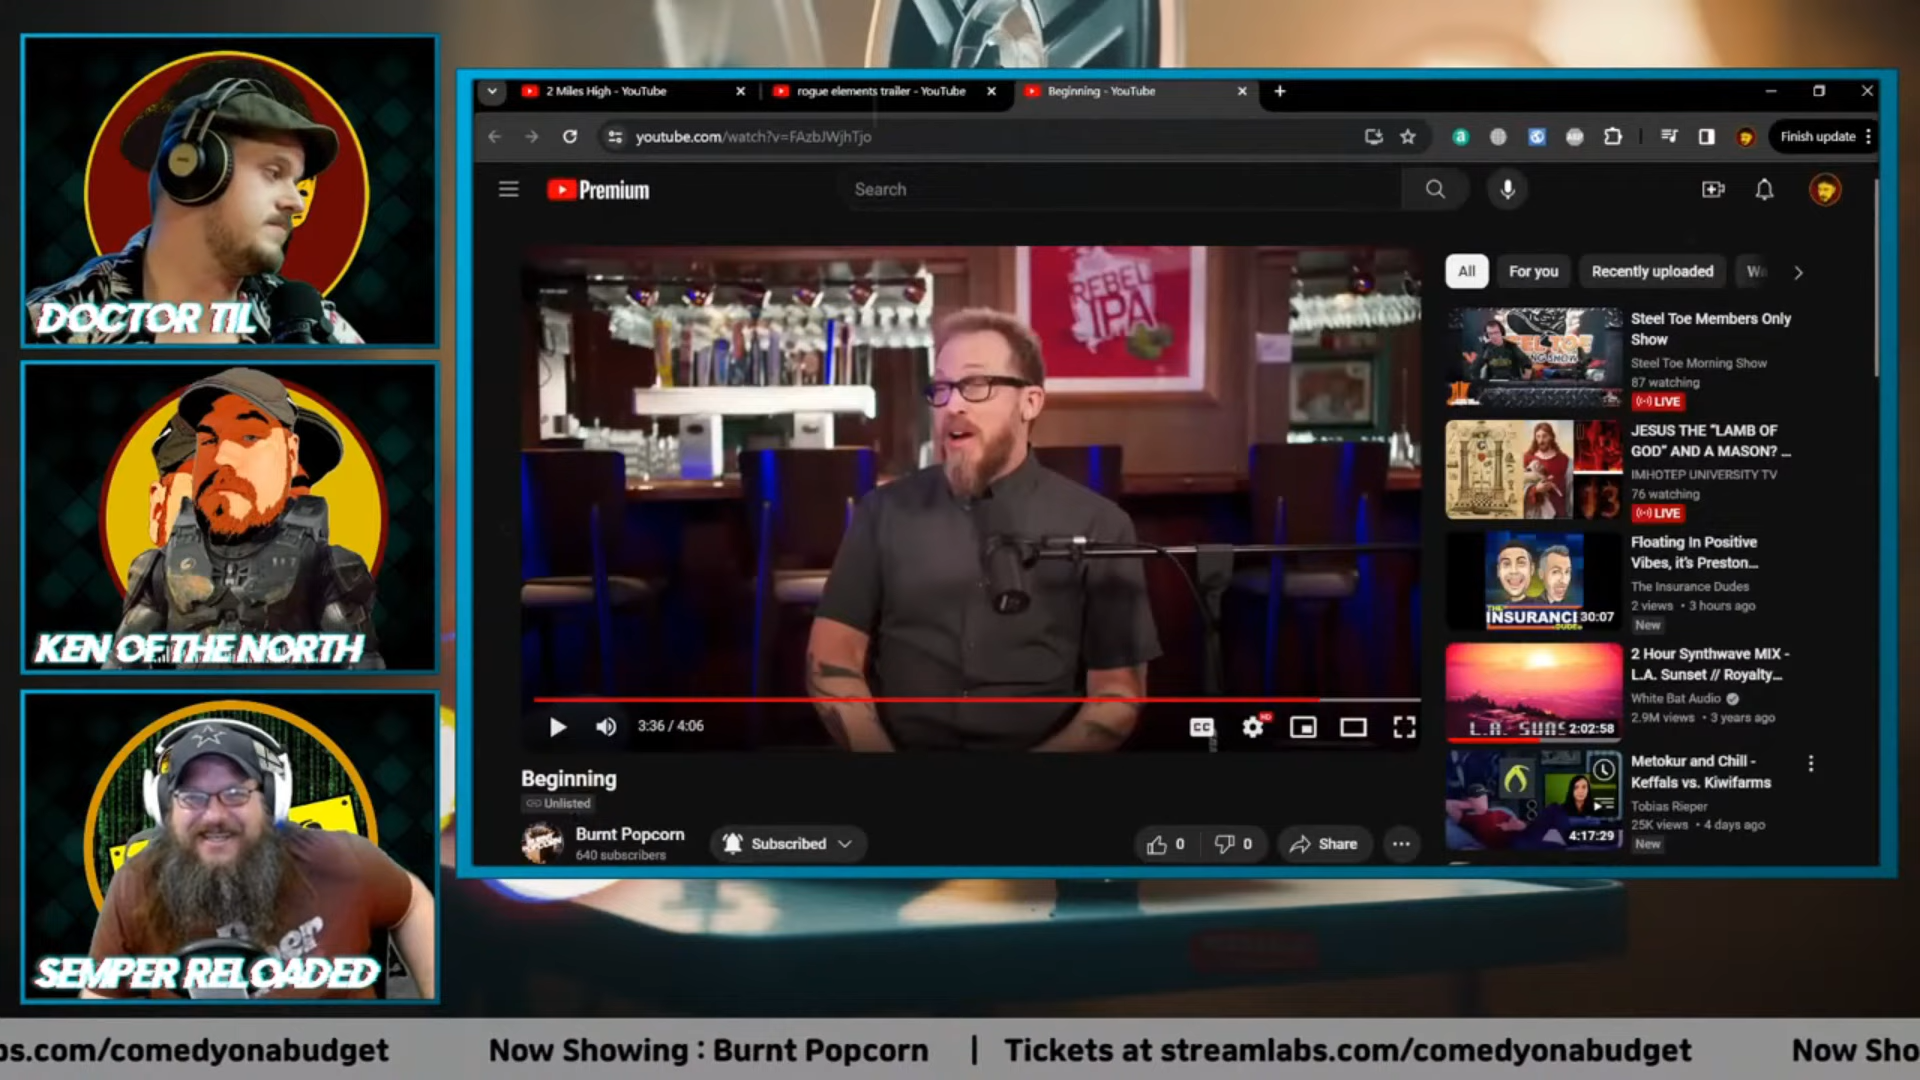 DOCTOR TIL
KEN OF THE NORTH
SEMPER RELOADED
2 Miles High - YouTube
rogue elements trailer - YouTube
Beginning - YouTube
youtube.com/watch?v=FAzbJWjhTjo
Finish update
Premium
Search
REBEL
IPA
3:36 / 4:06
CC
HD
Beginning
Unlisted
Burnt Popcorn
640 subscribers
Subscribed
0
0
Share
All
For you
Recently uploaded
Steel Toe Members Only
Show
Steel Toe Morning Show
87 watching
LIVE
JESUS THE “LAMB OF
GOD” AND A MASON? ...
IMHOTEP UNIVERSITY TV
76 watching
LIVE
Floating In Positive
Vibes, it's Preston...
The Insurance Dudes
2 views • 3 hours ago
New
THE
INSURANCE
DUDES
30:07
2 Hour Synthwave MIX -
L.A. Sunset // Royalty...
White Bat Audio
2.9M views • 3 years ago
L.A. SUNS
2:02:58
Metokur and Chill -
Keffals vs. Kiwifarms
Tobias Rieper
25K views • 4 days ago
New
4:17:29
bs.com/comedyonabudget Now Showing : Burnt Popcorn | Tickets at streamlabs.com/comedyonabudget Now Sho